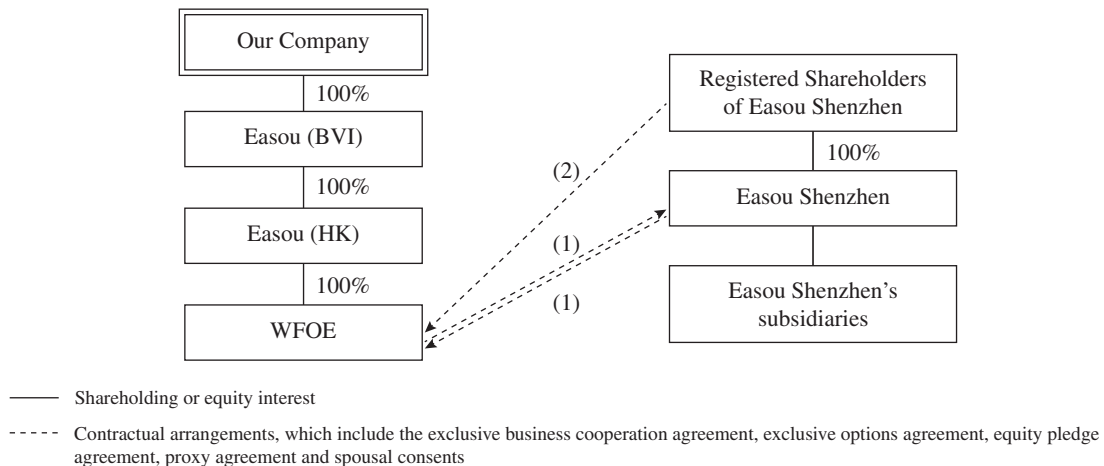 Our Company
100%
Easou (BVI)
100%
Easou (HK)
100%
WFOE
Registered Shareholders
of Easou Shenzhen
100%
Easou Shenzhen
Easou Shenzhen’s
subsidiaries
(2)
(1)
(1)
Shareholding or equity interest
Contractual arrangements, which include the exclusive business cooperation agreement, exclusive options agreement, equity pledge
agreement, proxy agreement and spousal consents